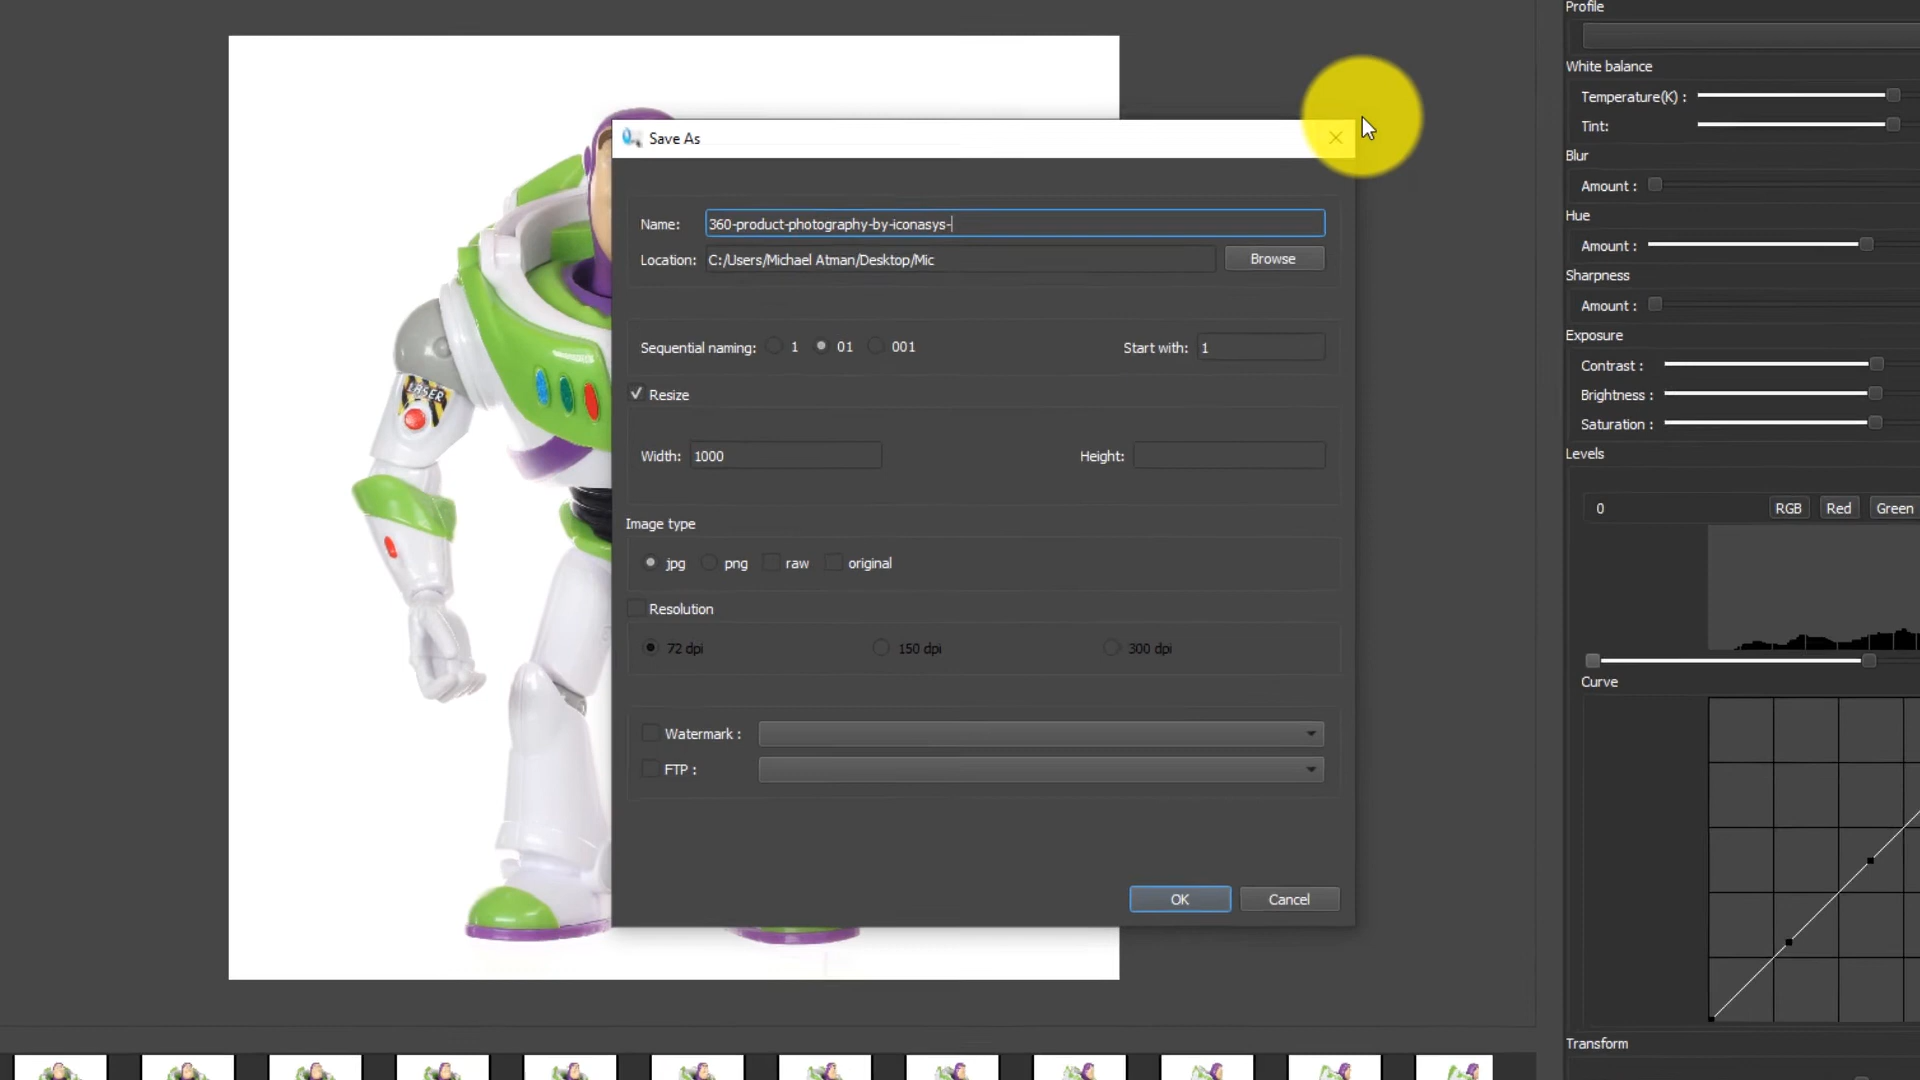 Profile
White balance
Temperature(K) :
Tint:
Blur
Amount :
Hue
Amount :
Sharpness
Amount :
Exposure
Contrast :
Brightness :
Saturation :
Levels
0 RGB Red Green
Curve
Transform
Save As
Name: 360-product-photography-by-iconasys-
Location: C:/Users/Michael Atman/Desktop/Mic Browse
Sequential naming: 1 01 001 Start with: 1
Resize
Width: 1000 Height:
Image type
jpg png raw original
Resolution
72 dpi 150 dpi 300 dpi
Watermark :
FTP :
OK Cancel
LASER